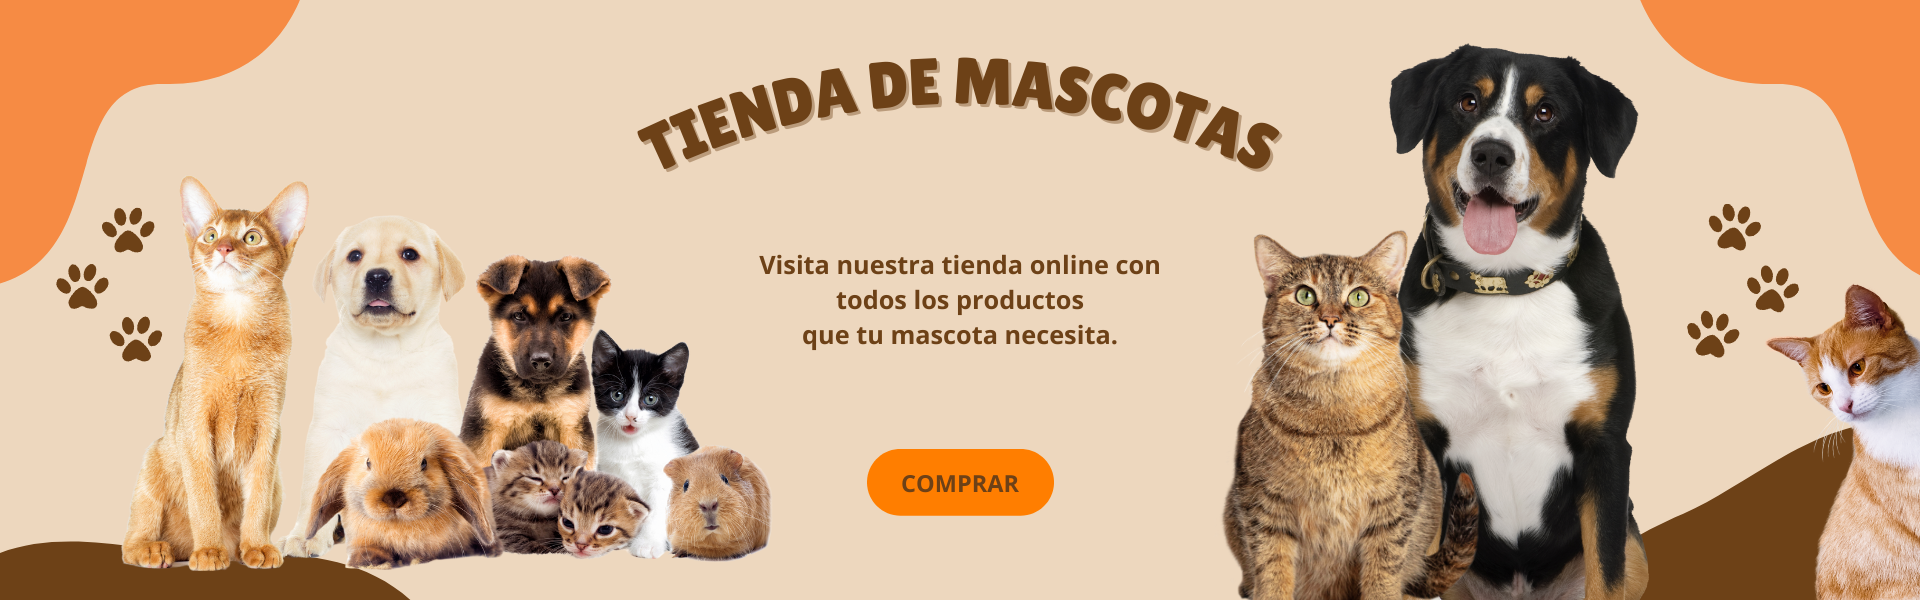 TIENDA DE MASCOTAS
Visita nuestra tienda online con
todos los productos
que tu mascota necesita.
COMPRAR